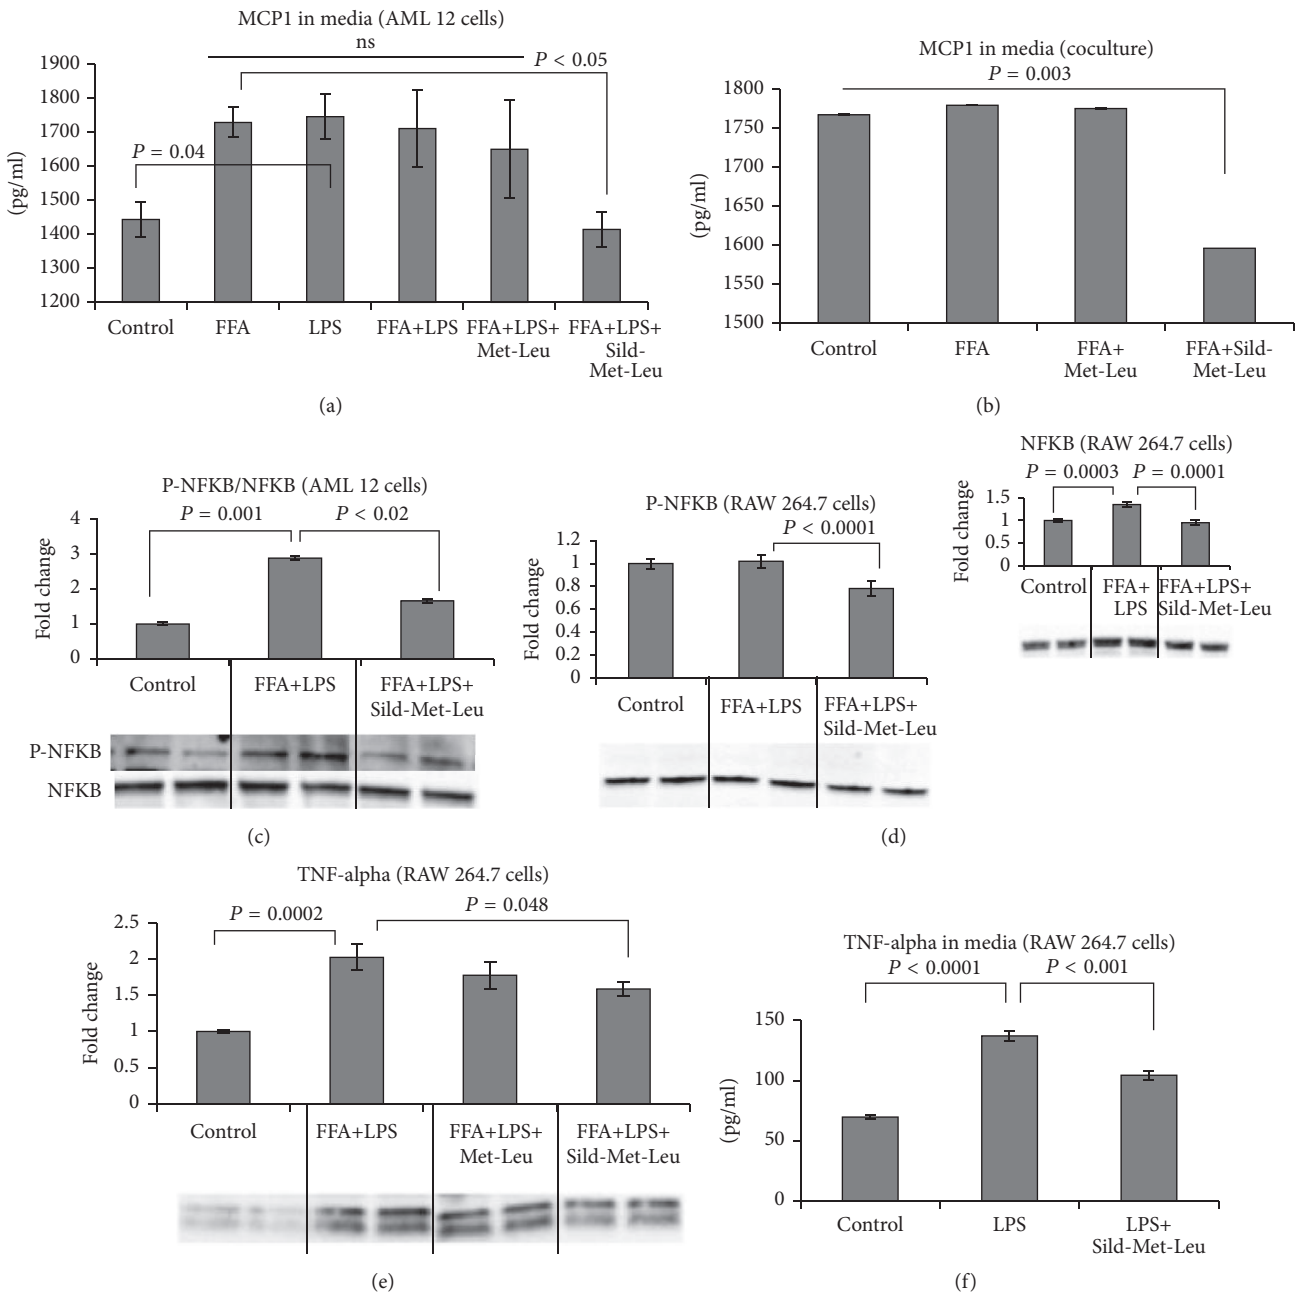 MCP1 in media (AML 12 cells)
ns
P < 0.05
P = 0.04
1900
1800
1700
1600
1500
1400
1300
1200
(pg/ml)
Control FFA LPS FFA+LPS FFA+LPS+ FFA+LPS+
Met-Leu Sild-
Met-Leu
(a)
MCP1 in media (coculture)
P = 0.003
1800
1750
1700
1650
1600
1550
1500
(pg/ml)
Control FFA FFA+ FFA+Sild-
Met-Leu Met-Leu
(b)
P-NFKB/NFKB (AML 12 cells)
P = 0.001 P < 0.02
4
3
2
1
0
Fold change
Control FFA+LPS FFA+LPS+
Sild-Met-Leu
P-NFKB
NFKB
(c)
P-NFKB (RAW 264.7 cells)
P < 0.0001
1.2
1
0.8
0.6
0.4
0.2
0
Fold change
Control FFA+LPS FFA+LPS+
Sild-Met-Leu
NFKB (RAW 264.7 cells)
P = 0.0003 P = 0.0001
1.5
1
0.5
0
Fold change
Control FFA+ FFA+LPS+
LPS Sild-Met-Leu
(d)
TNF-alpha (RAW 264.7 cells)
P = 0.0002 P = 0.048
2.5
2
1.5
1
0.5
0
Fold change
Control FFA+LPS FFA+LPS+ FFA+LPS+
Met-Leu Sild-Met-Leu
(e)
TNF-alpha in media (RAW 264.7 cells)
P < 0.0001 P < 0.001
150
100
50
0
(pg/ml)
Control LPS LPS+
Sild-Met-Leu
(f)